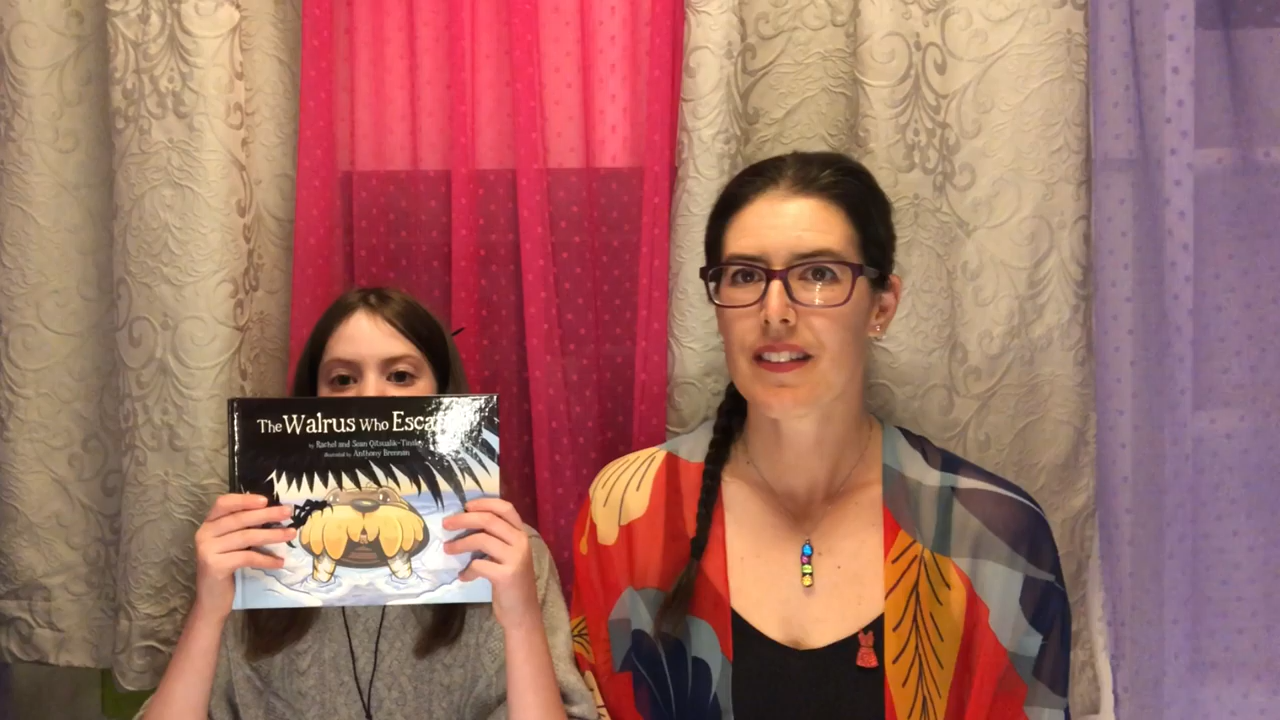 The Walrus Who Esca
by Rachel and Sean Qitsualik-Tinsley
illustrated by Anthony Brennan